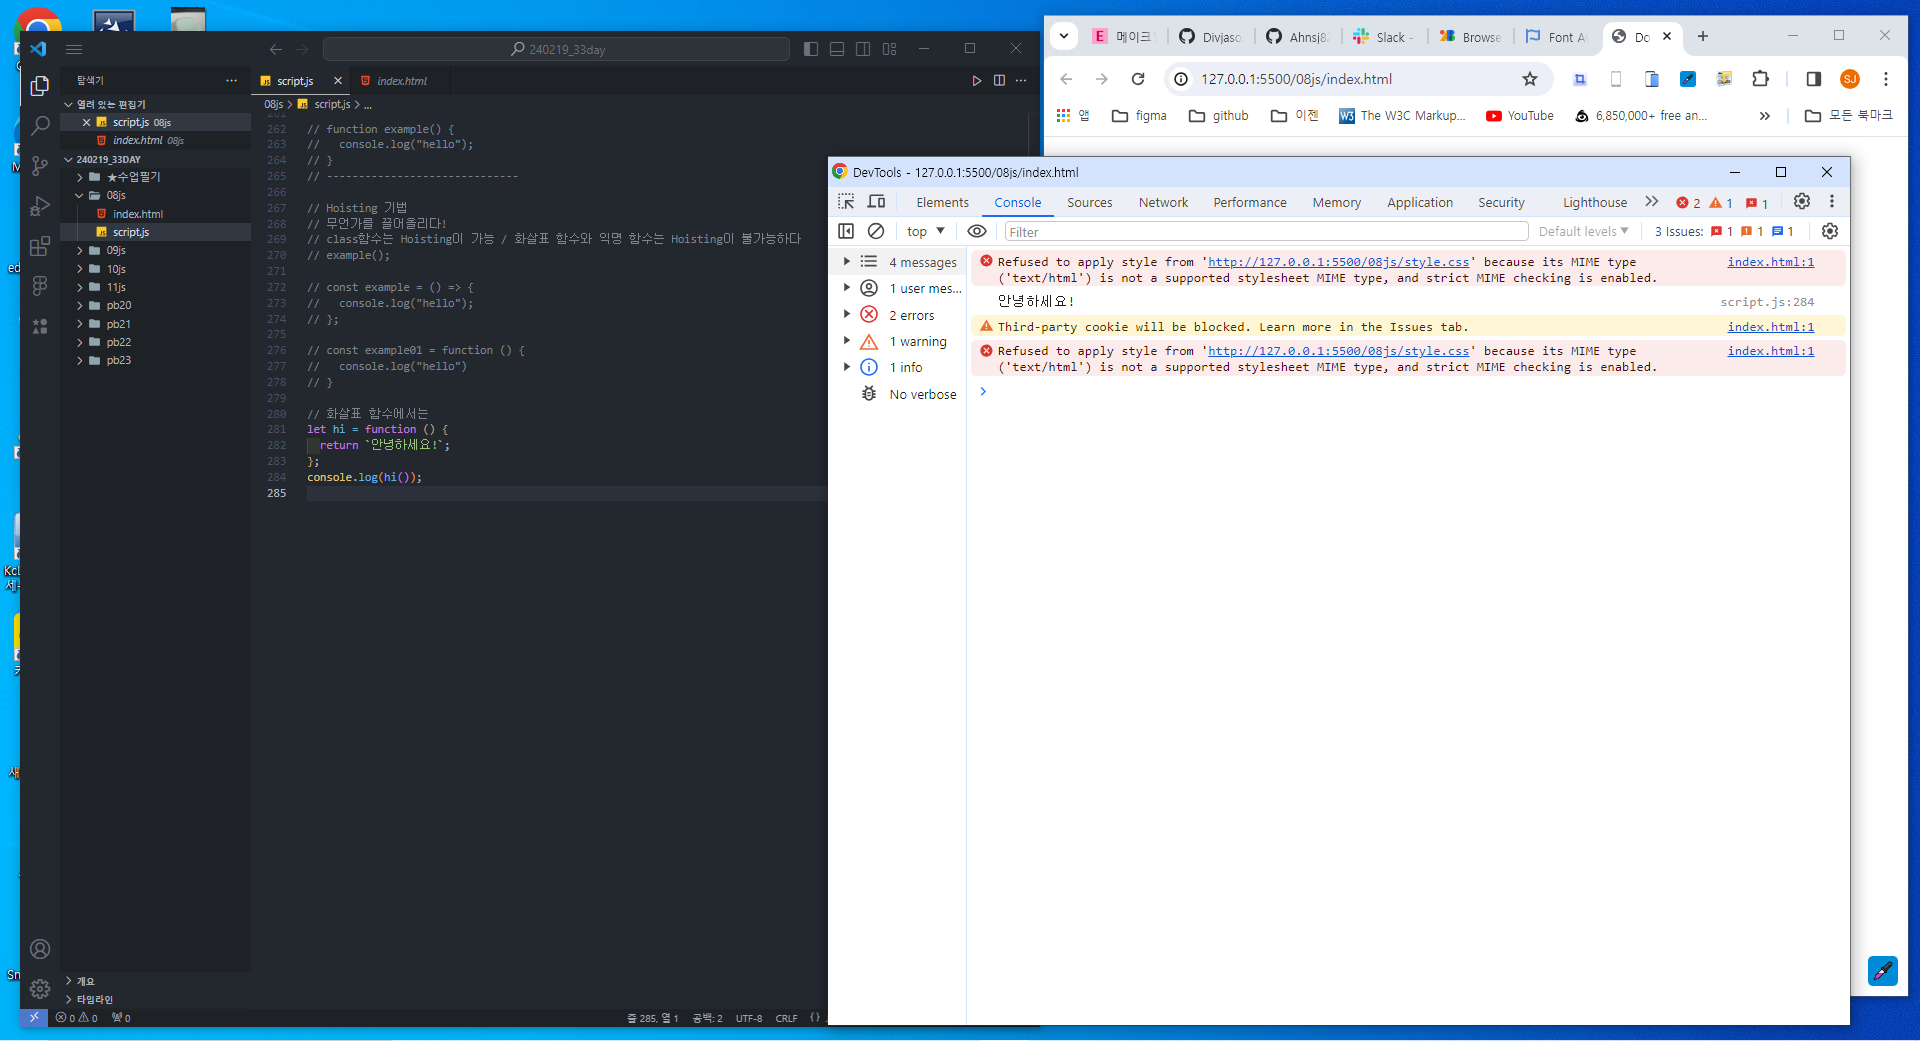 240219_33day
탐색기
열려 있는 편집기
script.js 08js
index.html 08js
240219_33DAY
★수업필기
08js
index.html
script.js
09js
10js
11js
pb20
pb21
pb22
pb23
개요
타임라인
script.js
index.html
08js > script.js > ...
262 // function example() {
263 //   console.log("hello");
264 // }
265 // ------------------------------
266
267 // Hoisting 기법
268 // 무언가를 끌어올리다!
269 // class함수는 Hoisting이 가능 / 화살표 함수와 익명 함수는 Hoisting이 불가능하다
270 // example();
271
272 // const example = () => {
273 //   console.log("hello");
274 // };
275
276 // const example01 = function () {
277 //   console.log("hello")
278 // }
279
280 // 화살표 함수에서는
281 let hi = function () {
282   return `안녕하세요!`;
283 };
284 console.log(hi());
285
0 0 0
줄 285, 열 1 공백: 2 UTF-8 CRLF { }
E 메이크
Divjaso
Ahnsj8
Slack -
Browse
Font A
Do
127.0.0.1:5500/08js/index.html
SJ
앱 figma github 이젠 W3 The W3C Markup... YouTube 6,850,000+ free an... » 모든 북마크
DevTools - 127.0.0.1:5500/08js/index.html
Elements Console Sources Network Performance Memory Application Security Lighthouse 2 1 1
top Filter Default levels 3 Issues: 1 1 1
4 messages
1 user mes...
2 errors
1 warning
1 info
No verbose
Refused to apply style from 'http://127.0.0.1:5500/08js/style.css' because its MIME type index.html:1
('text/html') is not a supported stylesheet MIME type, and strict MIME checking is enabled.
안녕하세요! script.js:284
Third-party cookie will be blocked. Learn more in the Issues tab. index.html:1
Refused to apply style from 'http://127.0.0.1:5500/08js/style.css' because its MIME type index.html:1
('text/html') is not a supported stylesheet MIME type, and strict MIME checking is enabled.